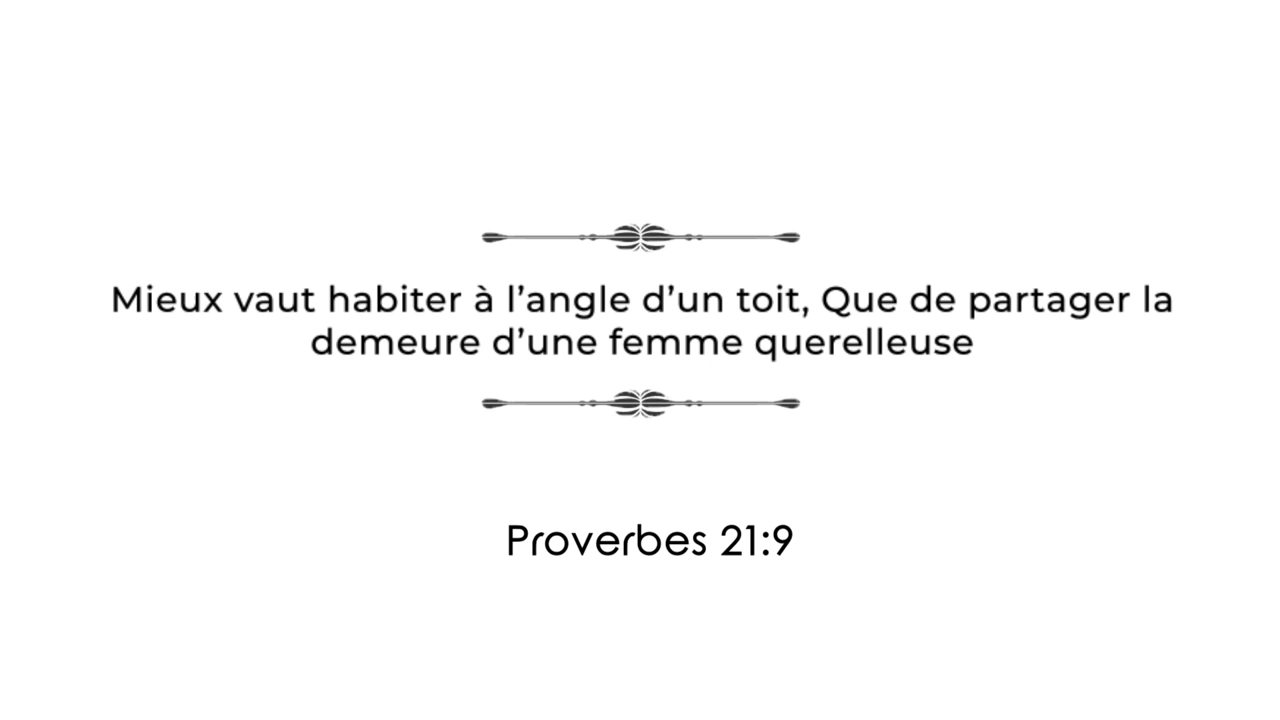 Mieux vaut habiter à l’angle d’un toit, Que de partager la
demeure d’une femme querelleuse
Proverbes 21:9